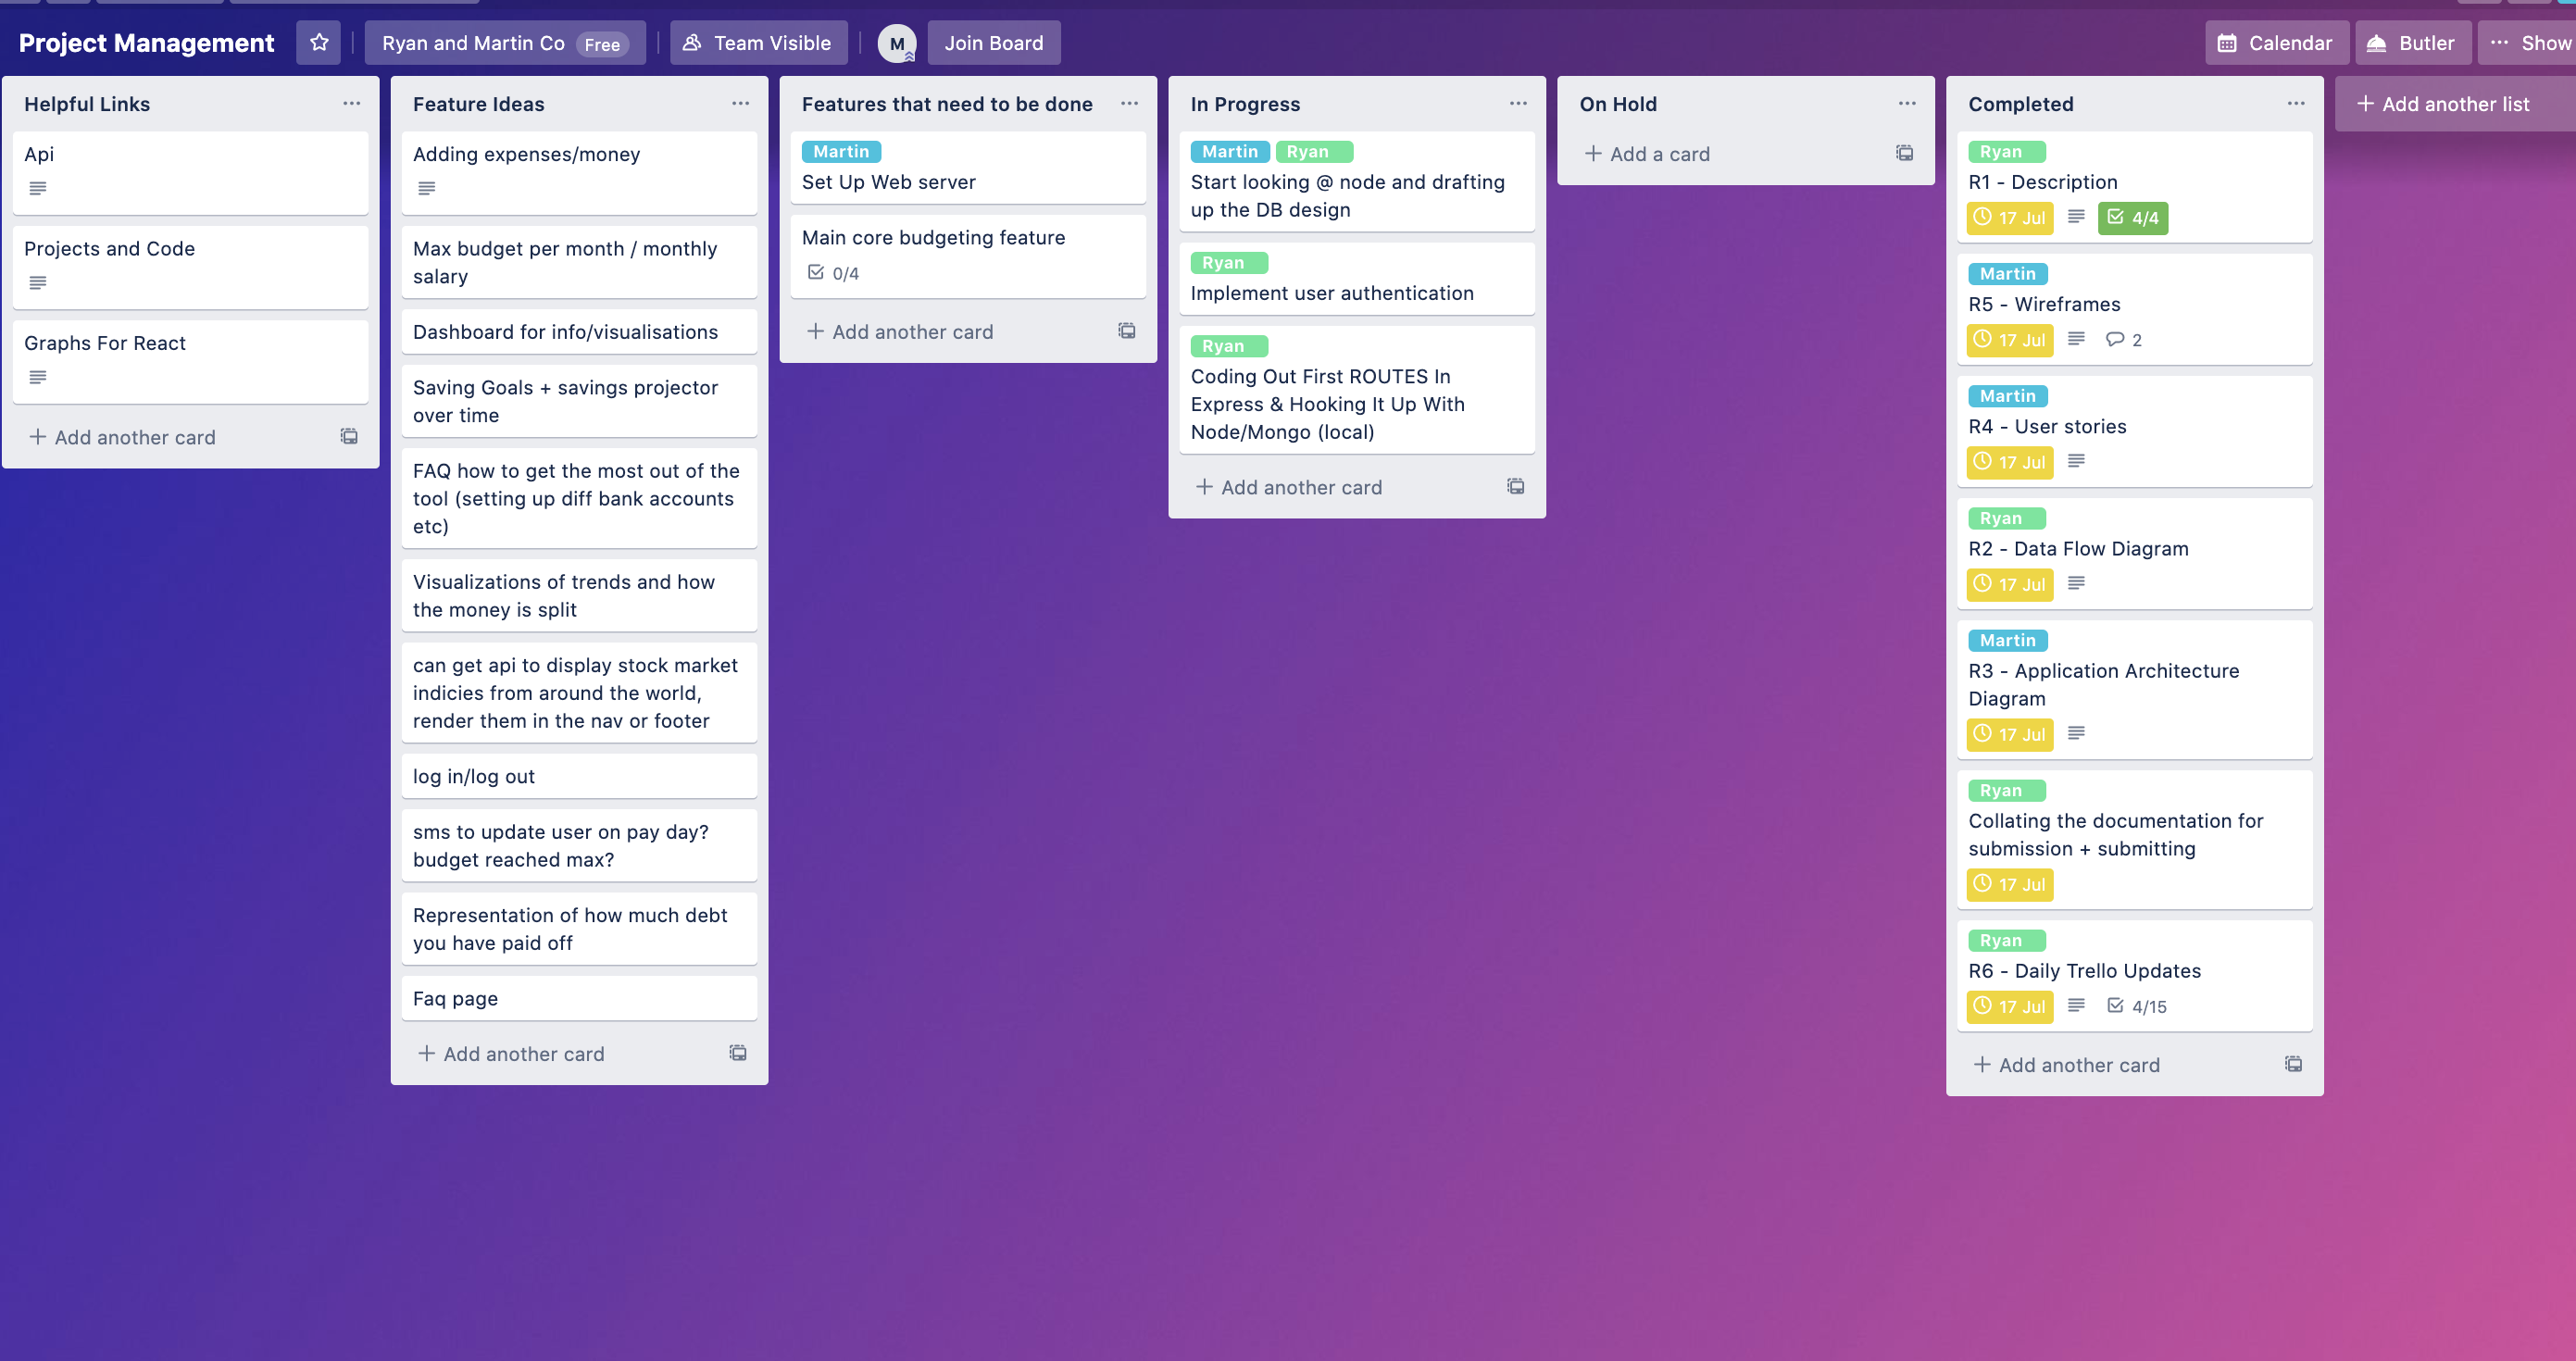 Project Management
Ryan and Martin Co Free
Team Visible
M
Join Board
Calendar
Butler
Show
Helpful Links
Api
Projects and Code
Graphs For React
Add another card
Feature Ideas
Adding expenses/money
Max budget per month / monthly
salary
Dashboard for info/visualisations
Saving Goals + savings projector
over time
FAQ how to get the most out of the
tool (setting up diff bank accounts
etc)
Visualizations of trends and how
the money is split
can get api to display stock market
indicies from around the world,
render them in the nav or footer
log in/log out
sms to update user on pay day?
budget reached max?
Representation of how much debt
you have paid off
Faq page
Add another card
Features that need to be done
Martin
Set Up Web server
Main core budgeting feature
0/4
Add another card
In Progress
Martin Ryan
Start looking @ node and drafting
up the DB design
Ryan
Implement user authentication
Ryan
Coding Out First ROUTES In
Express & Hooking It Up With
Node/Mongo (local)
Add another card
On Hold
Add a card
Completed
Ryan
R1 - Description
17 Jul 4/4
Martin
R5 - Wireframes
17 Jul 2
Martin
R4 - User stories
17 Jul
Ryan
R2 - Data Flow Diagram
17 Jul
Martin
R3 - Application Architecture
Diagram
17 Jul
Ryan
Collating the documentation for
submission + submitting
17 Jul
Ryan
R6 - Daily Trello Updates
17 Jul 4/15
Add another card
Add another list